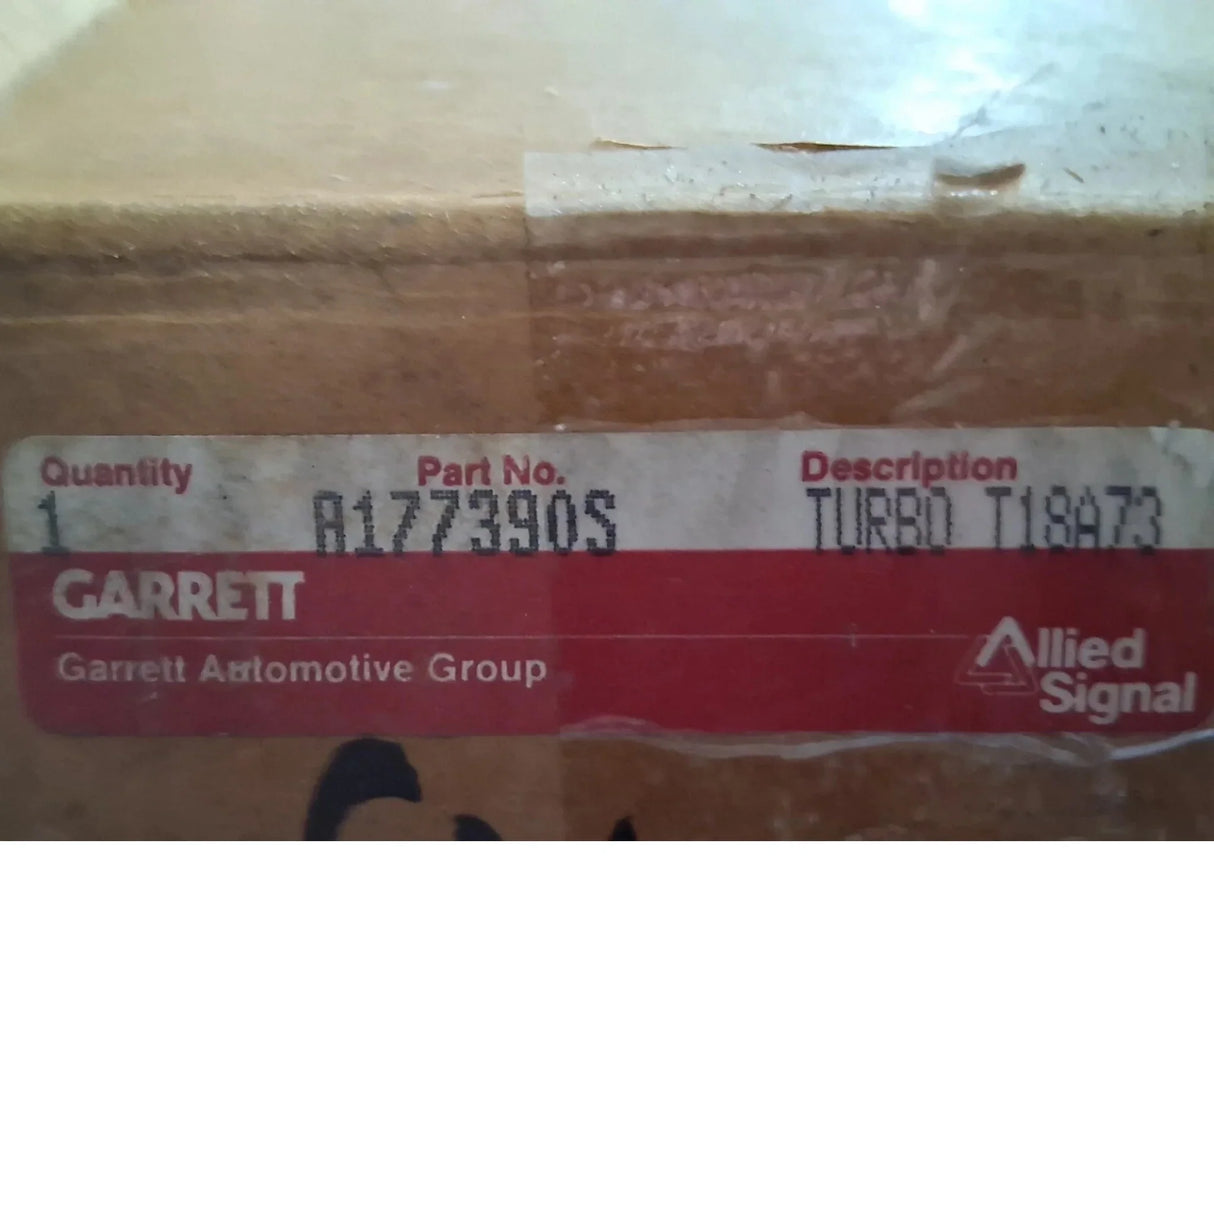 Quantity Part No. Description
1 A177390S TURBO T18A73
GARRETT
Garrett Automotive Group
Allied
Signal